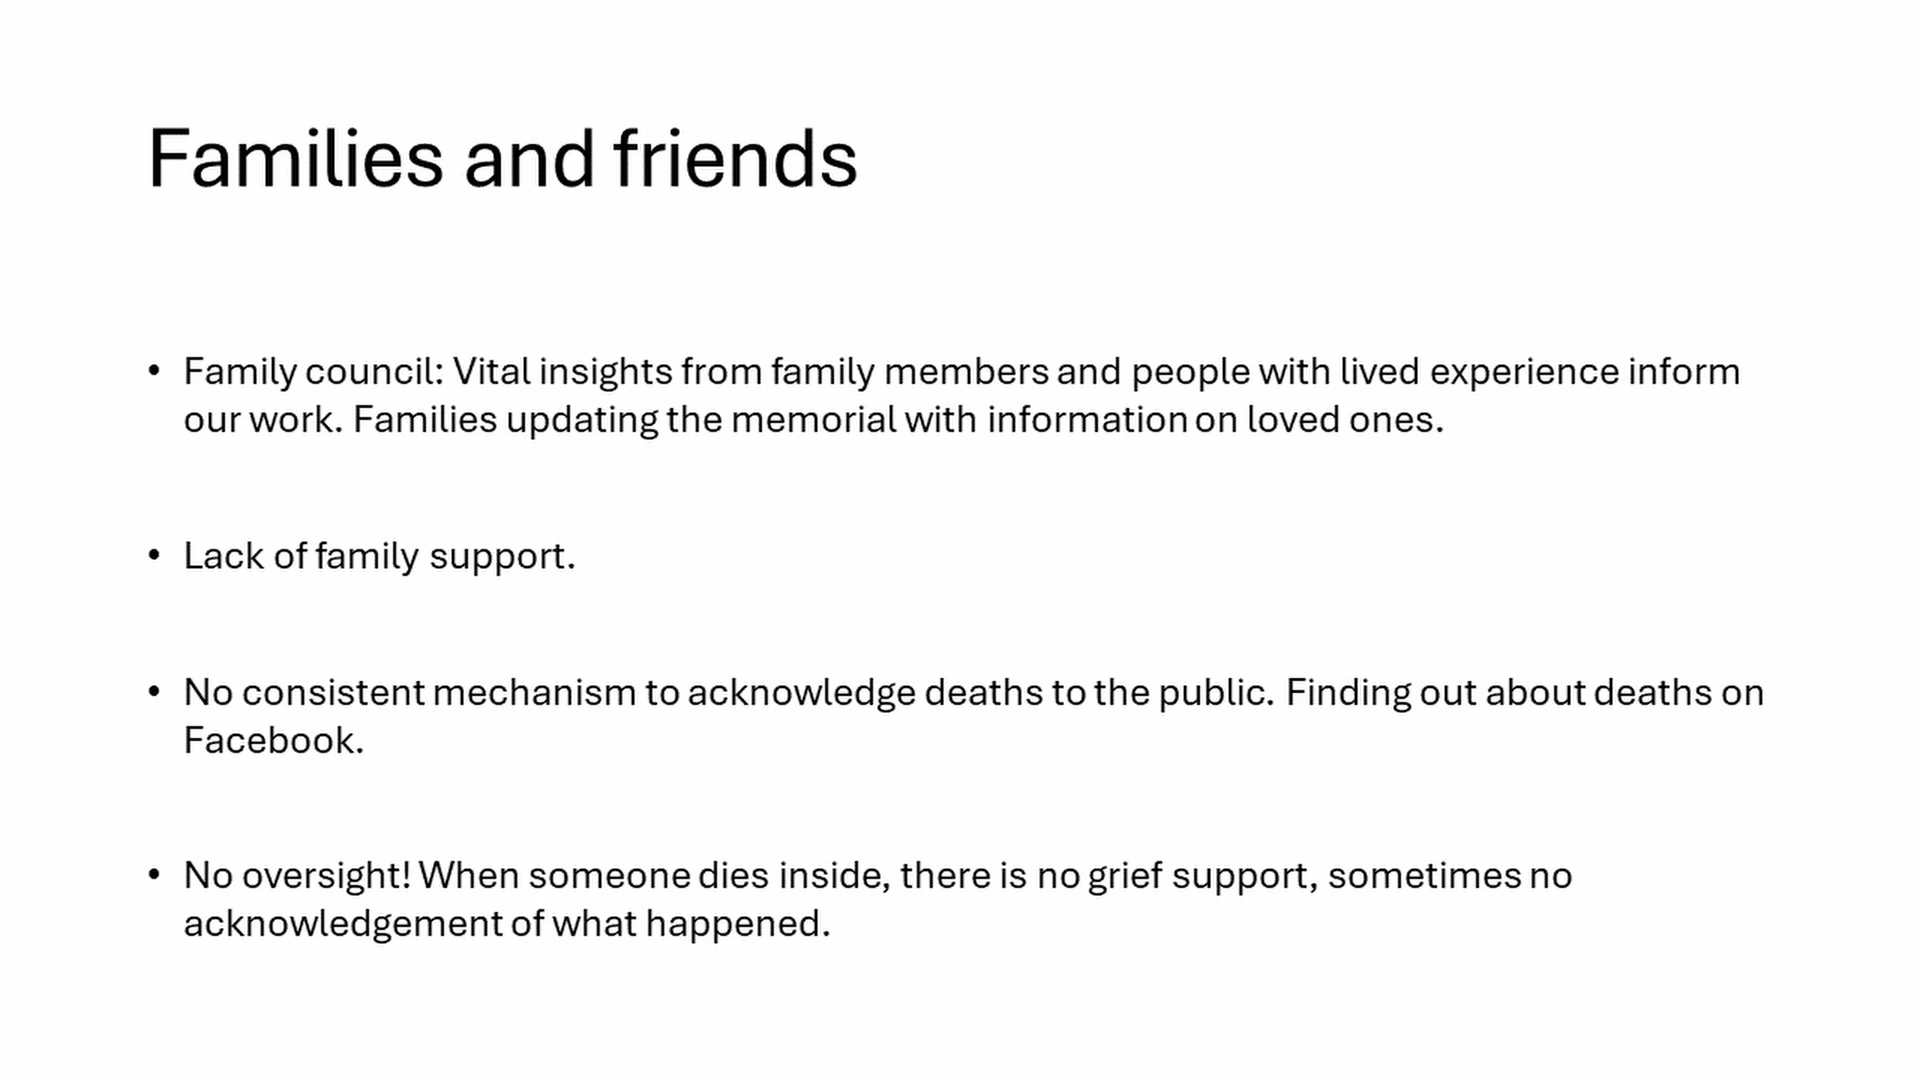 Families and friends
• Family council: Vital insights from family members and people with lived experience inform
our work. Families updating the memorial with information on loved ones.
• Lack of family support.
• No consistent mechanism to acknowledge deaths to the public. Finding out about deaths on
Facebook.
• No oversight! When someone dies inside, there is no grief support, sometimes no
acknowledgement of what happened.